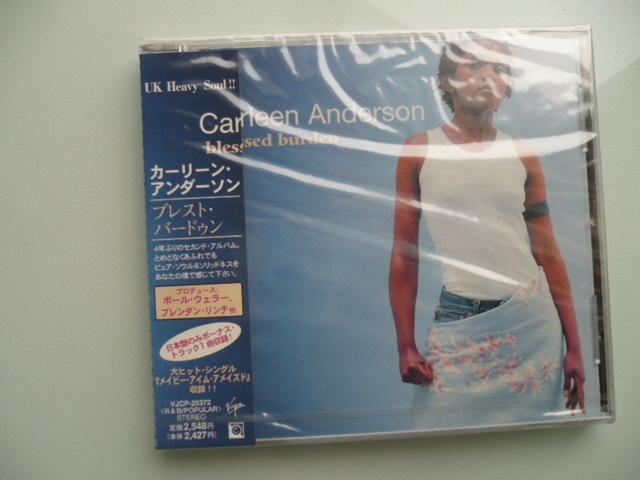 UK Heavy Soul!!
Carleen Anderson
blessed burden
カーリーン・
アンダーソン
ブレスト・
バードゥン
4年ぶりのセカンド・アルバム。
とめどなくあふれでる
ピュア・ソウル&ソリッドネスを
あなたの魂で感じて下さい。
プロデュース:
ポール・ウェラー、
ブレンダン・リンチ他
日本盤のみボーナス・
トラック1曲収録!
大ヒット・シングル
『メイビー・アイム・アメイズド』
収録!!
VJCP-25372
<R&B/POPULAR>
STEREO
定価2,548円
(本体2,427円)
Virgin